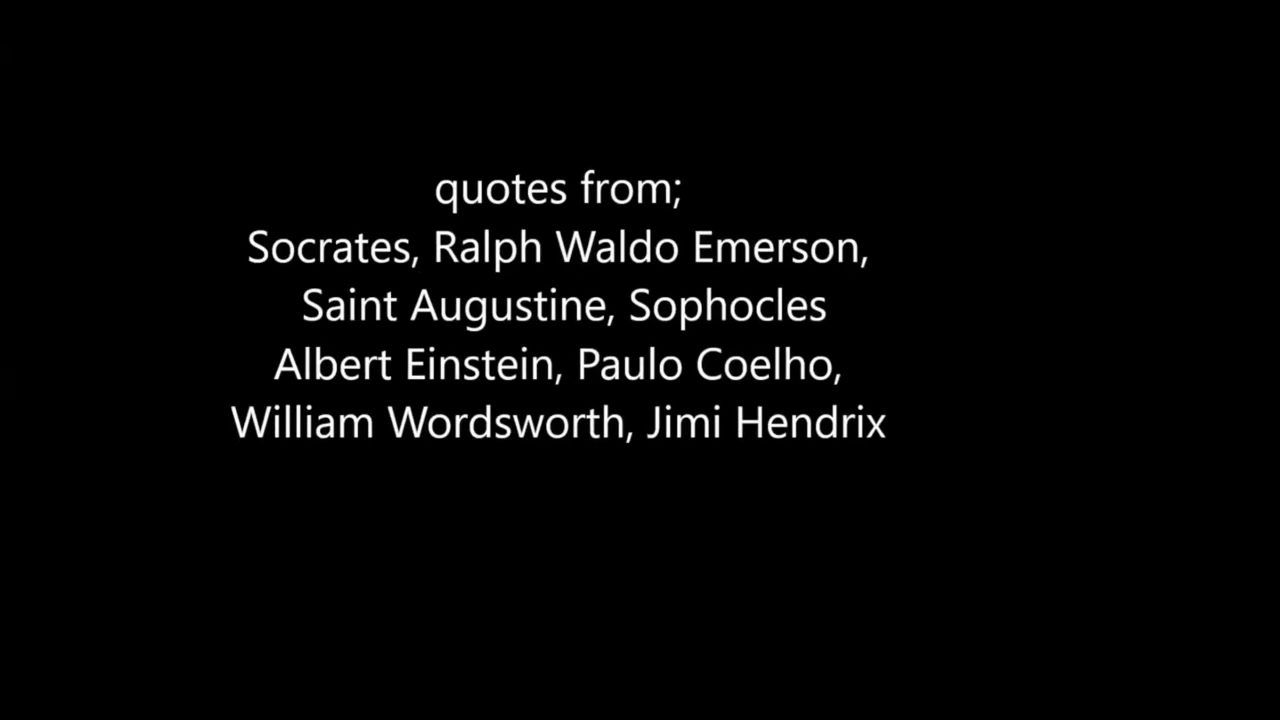 quotes from;
Socrates, Ralph Waldo Emerson,
Saint Augustine, Sophocles
Albert Einstein, Paulo Coelho,
William Wordsworth, Jimi Hendrix